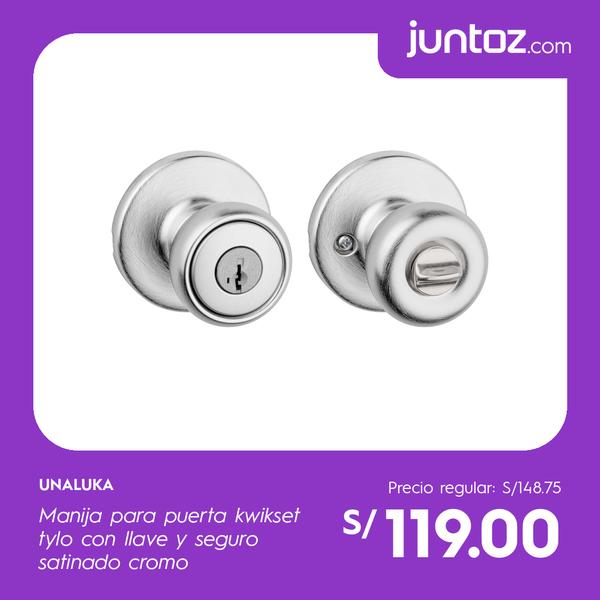 juntoz.com
UNALUKA
Manija para puerta kwikset
tylo con llave y seguro
satinado cromo
Precio regular: S/148.75
S/119.00